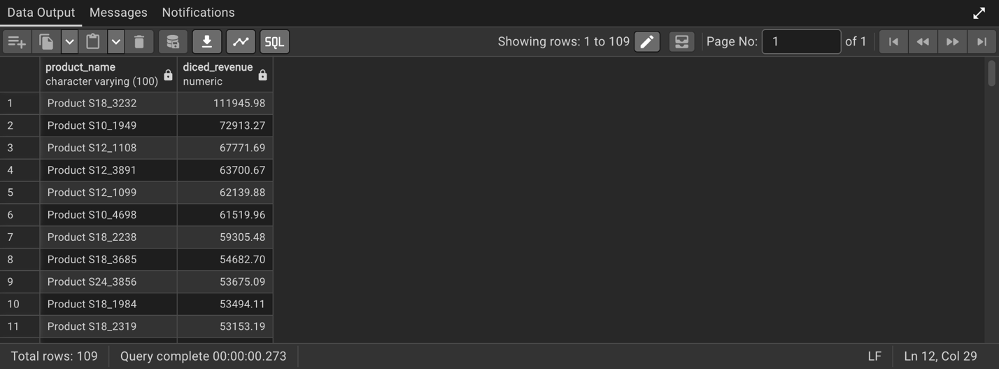 Data Output Messages Notifications
SQL Showing rows: 1 to 109 Page No: 1 of 1
product_name diced_revenue
character varying (100) numeric
1 Product S18_3232 111945.98
2 Product S10_1949 72913.27
3 Product S12_1108 67771.69
4 Product S12_3891 63700.67
5 Product S12_1099 62139.88
6 Product S10_4698 61519.96
7 Product S18_2238 59305.48
8 Product S18_3685 54682.70
9 Product S24_3856 53675.09
10 Product S18_1984 53494.11
11 Product S18_2319 53153.19
Total rows: 109 Query complete 00:00:00.273 LF Ln 12, Col 29